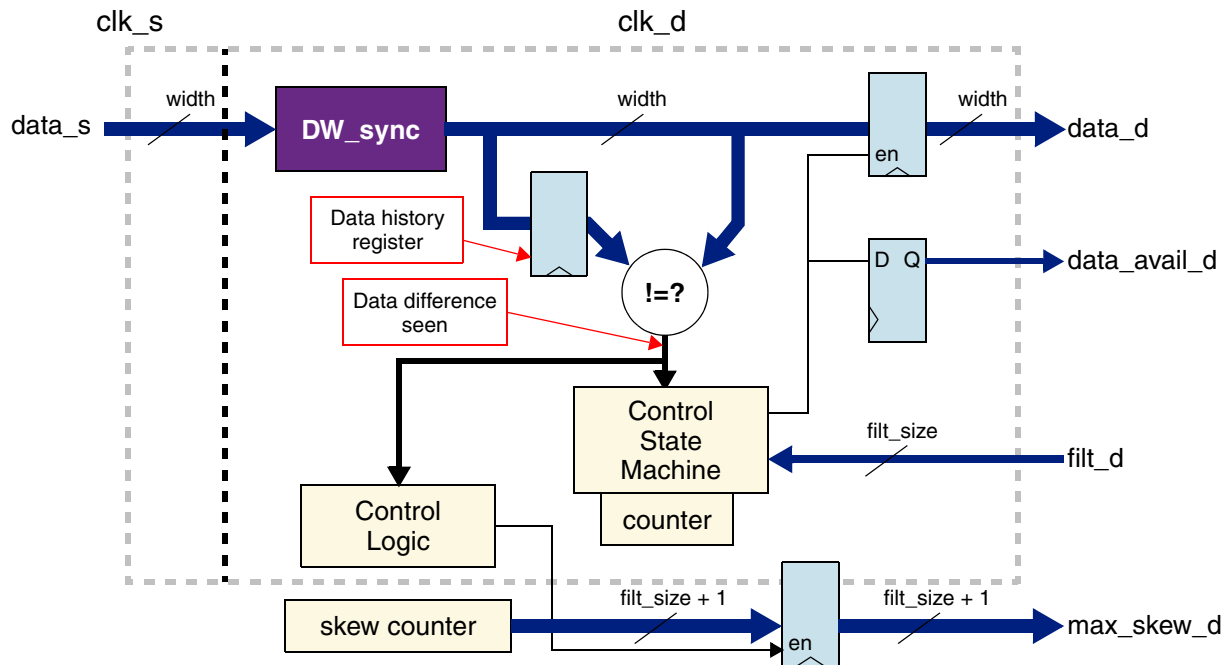 clk_s
clk_d
width
width
width
data_s
DW_sync
data_d
en
Data history
register
D Q
data_avail_d
!=?
Data difference
seen
Control
State
Machine
filt_size
filt_d
counter
Control
Logic
filt_size + 1
filt_size + 1
skew counter
max_skew_d
en